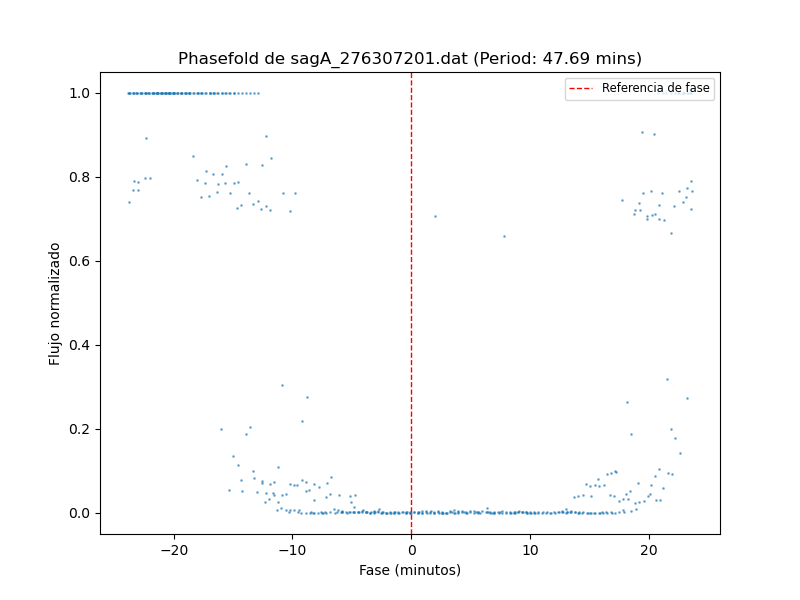 Phasefold de sagA_276307201.dat (Period: 47.69 mins)
Referencia de fase
Flujo normalizado
1.0
0.8
0.6
0.4
0.2
0.0
−20
−10
0
10
20
Fase (minutos)